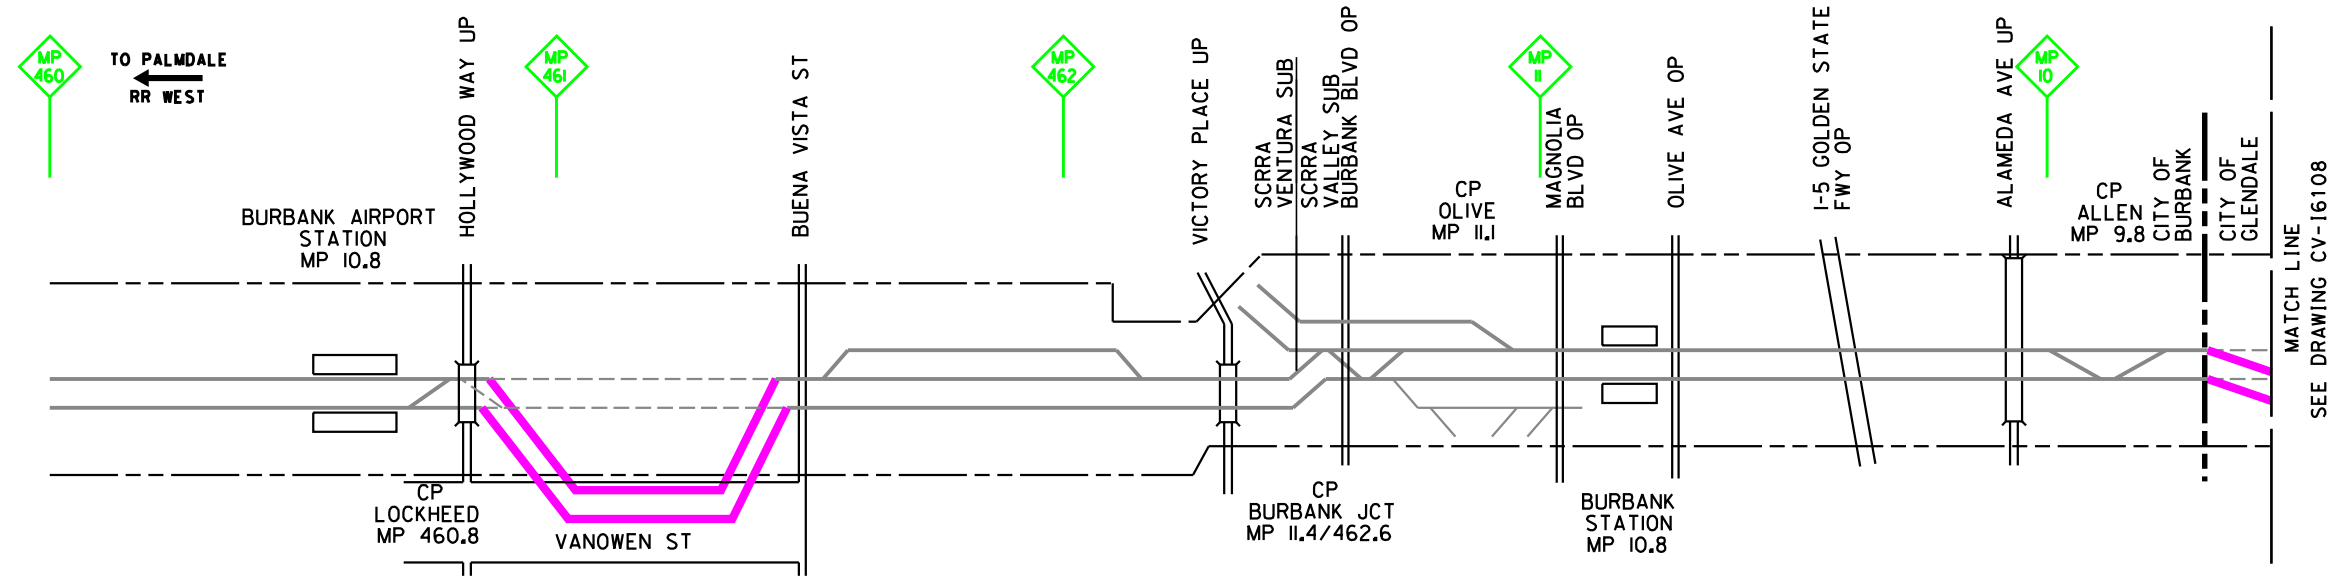 MP
460
TO PALMDALE
RR WEST
HOLLYWOOD WAY UP
MP
461
BUENA VISTA ST
MP
462
VICTORY PLACE UP
SCRRA
VENTURA SUB
SCRRA
VALLEY SUB
BURBANK BLVD OP
MP
11
MAGNOLIA
BLVD OP
OLIVE AVE OP
I-5 GOLDEN STATE
FWY OP
ALAMEDA AVE UP
MP
10
CITY OF
BURBANK
CITY OF
GLENDALE
MATCH LINE
SEE DRAWING CV-I6108
BURBANK AIRPORT
STATION
MP 10.8
CP
OLIVE
MP 11.1
CP
ALLEN
MP 9.8
CP
LOCKHEED
MP 460.8
VANOWEN ST
CP
BURBANK JCT
MP 11.4/462.6
BURBANK
STATION
MP 10.8